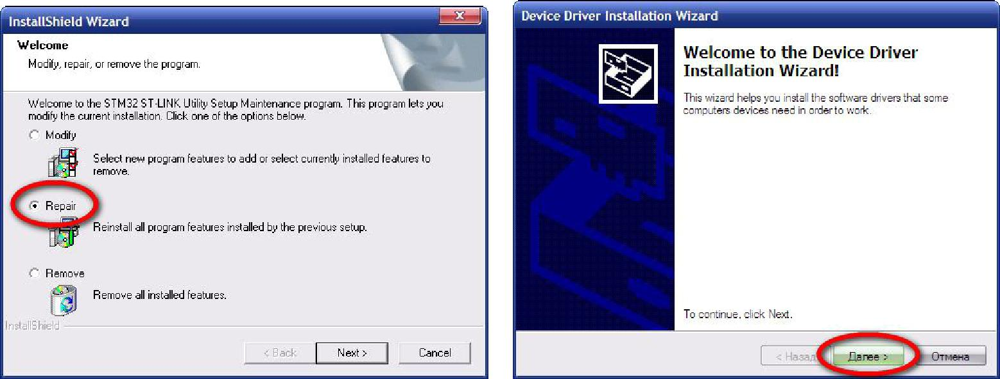 InstallShield Wizard
Welcome
Modify, repair, or remove the program.
Welcome to the STM32 ST-LINK Utility Setup Maintenance program. This program lets you
modify the current installation. Click one of the options below.
Modify
Select new program features to add or select currently installed features to
remove.
Repair
Reinstall all program features installed by the previous setup.
Remove
Remove all installed features.
InstallShield
< Back
Next >
Cancel
Device Driver Installation Wizard
Welcome to the Device Driver
Installation Wizard!
This wizard helps you install the software drivers that some
computers devices need in order to work.
To continue, click Next.
< Назад
Далее >
Отмена